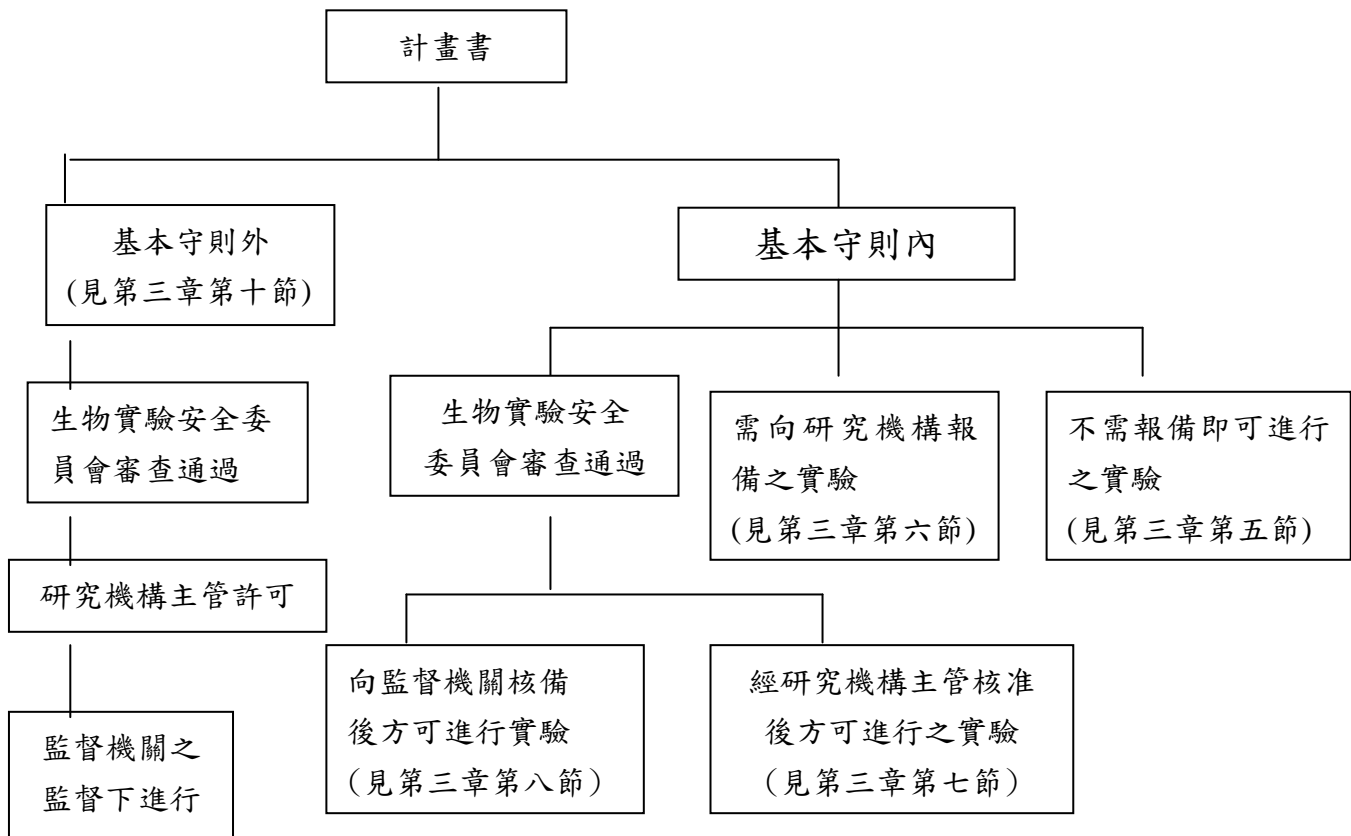 計畫書
基本守則外
(見第三章第十節)
基本守則內
生物實驗安全委
員會審查通過
生物實驗安全
委員會審查通過
需向研究機構報
備之實驗
(見第三章第六節)
不需報備即可進行
之實驗
(見第三章第五節)
研究機構主管許可
向監督機關核備
後方可進行實驗
(見第三章第八節)
經研究機構主管核准
後方可進行之實驗
(見第三章第七節)
監督機關之
監督下進行